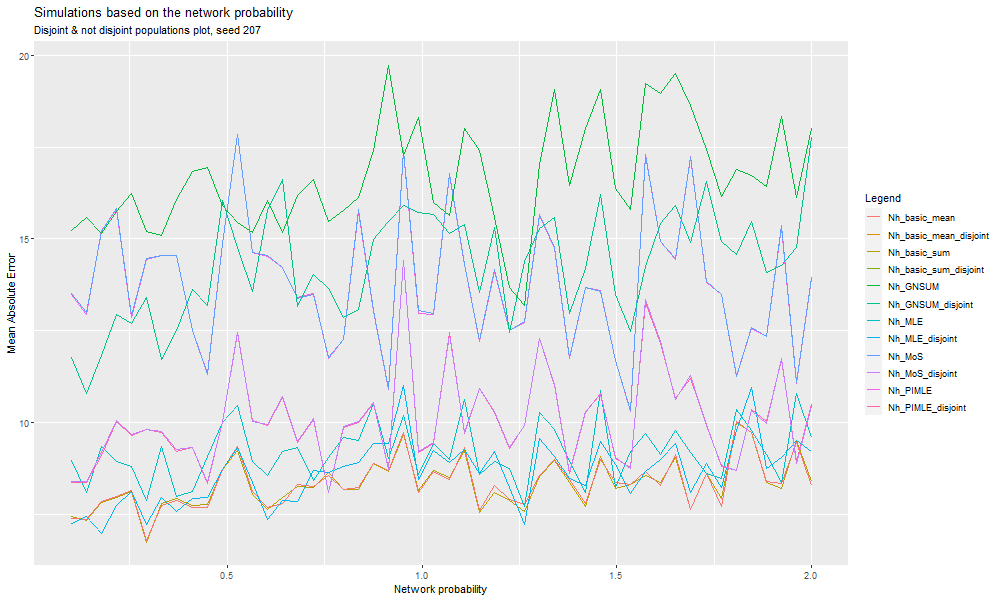 Simulations based on the network probability
Disjoint & not disjoint populations plot, seed 207
20
15
10
Mean Absolute Error
0.5
1.0
1.5
2.0
Network probability
Legend
Nh_basic_mean
Nh_basic_mean_disjoint
Nh_basic_sum
Nh_basic_sum_disjoint
Nh_GNSUM
Nh_GNSUM_disjoint
Nh_MLE
Nh_MLE_disjoint
Nh_MoS
Nh_MoS_disjoint
Nh_PIMLE
Nh_PIMLE_disjoint